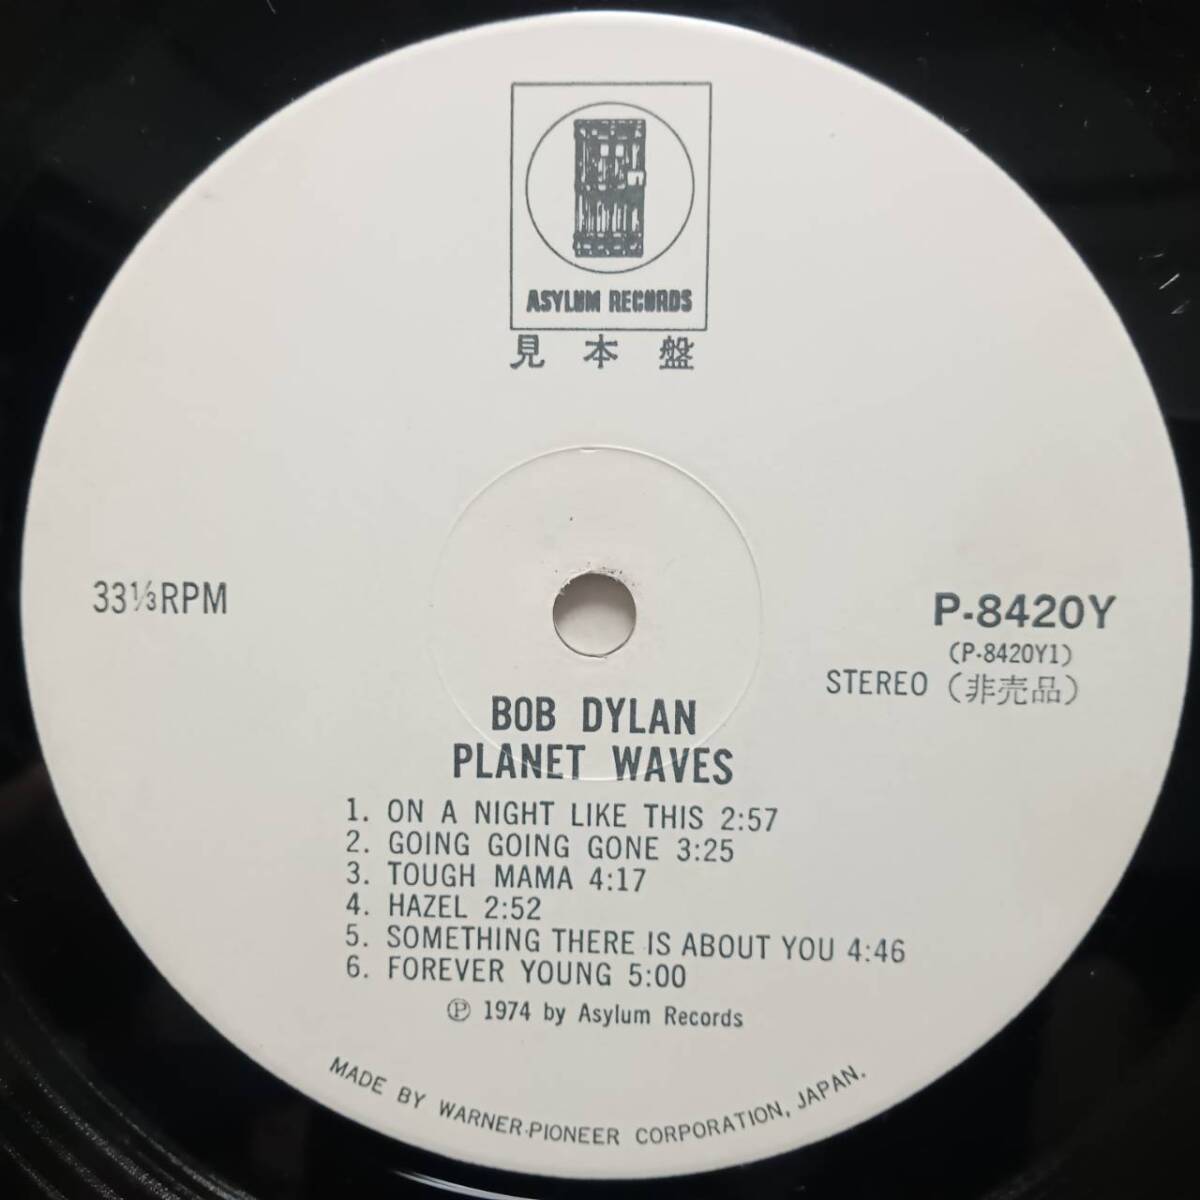 ASYLUM RECORDS
見本盤
33⅓RPM
P-8420Y
(P-8420Y1)
STEREO (非売品)
BOB DYLAN
PLANET WAVES
1. ON A NIGHT LIKE THIS 2:57
2. GOING GOING GONE 3:25
3. TOUGH MAMA 4:17
4. HAZEL 2:52
5. SOMETHING THERE IS ABOUT YOU 4:46
6. FOREVER YOUNG 5:00
Ⓟ 1974 by Asylum Records
MADE BY WARNER-PIONEER CORPORATION, JAPAN.